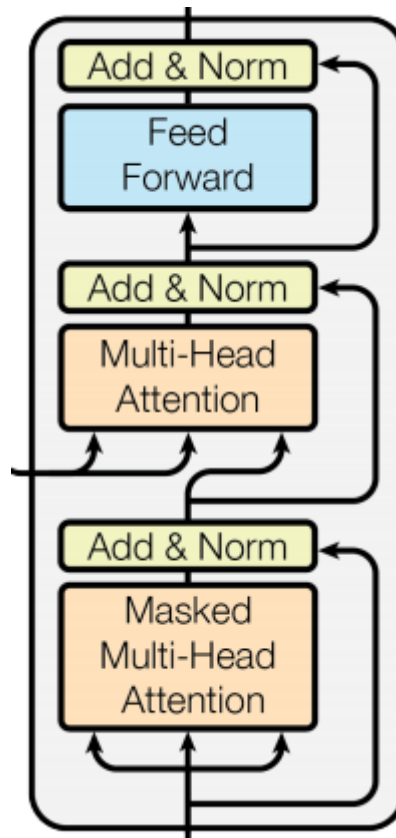 Add & Norm
Feed
Forward
Add & Norm
Multi-Head
Attention
Add & Norm
Masked
Multi-Head
Attention